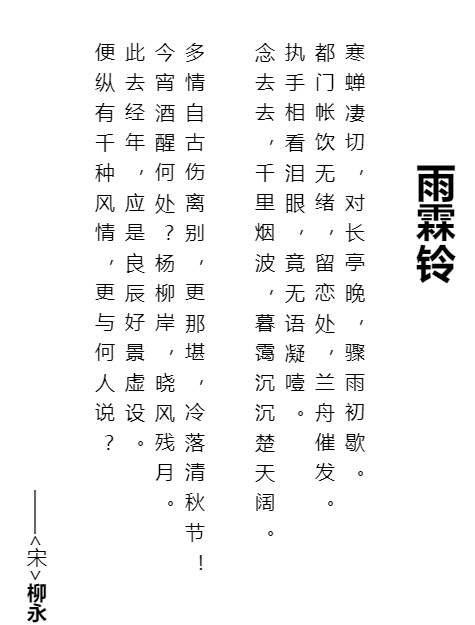 雨霖铃
寒蝉凄切，对长亭晚，骤雨初歇。
都门帐饮无绪，留恋处，兰舟催发。
执手相看泪眼，竟无语凝噎。
念去去，千里烟波，暮霭沉沉楚天阔。
多情自古伤离别，更那堪，冷落清秋节！
今宵酒醒何处？杨柳岸，晓风残月。
此去经年，应是良辰好景虚设。
便纵有千种风情，更与何人说？
——<宋>柳永